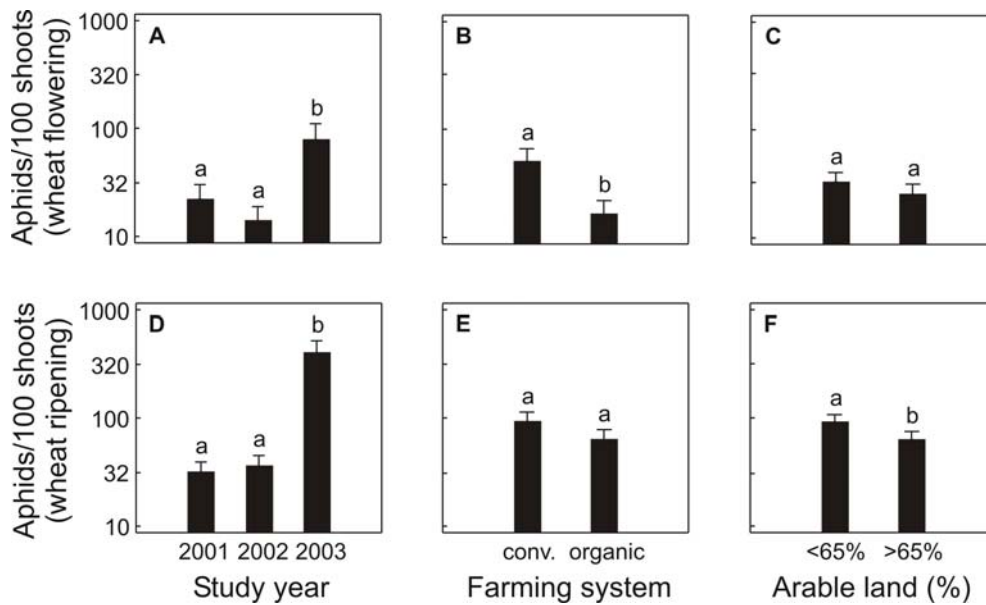 Aphids/100 shoots
(wheat flowering)
1000
320
100
32
10
A
a
a
b
B
a
b
C
a
a
Aphids/100 shoots
(wheat ripening)
1000
320
100
32
10
D
a
a
b
E
a
a
F
a
b
2001 2002 2003
Study year
conv. organic
Farming system
<65% >65%
Arable land (%)